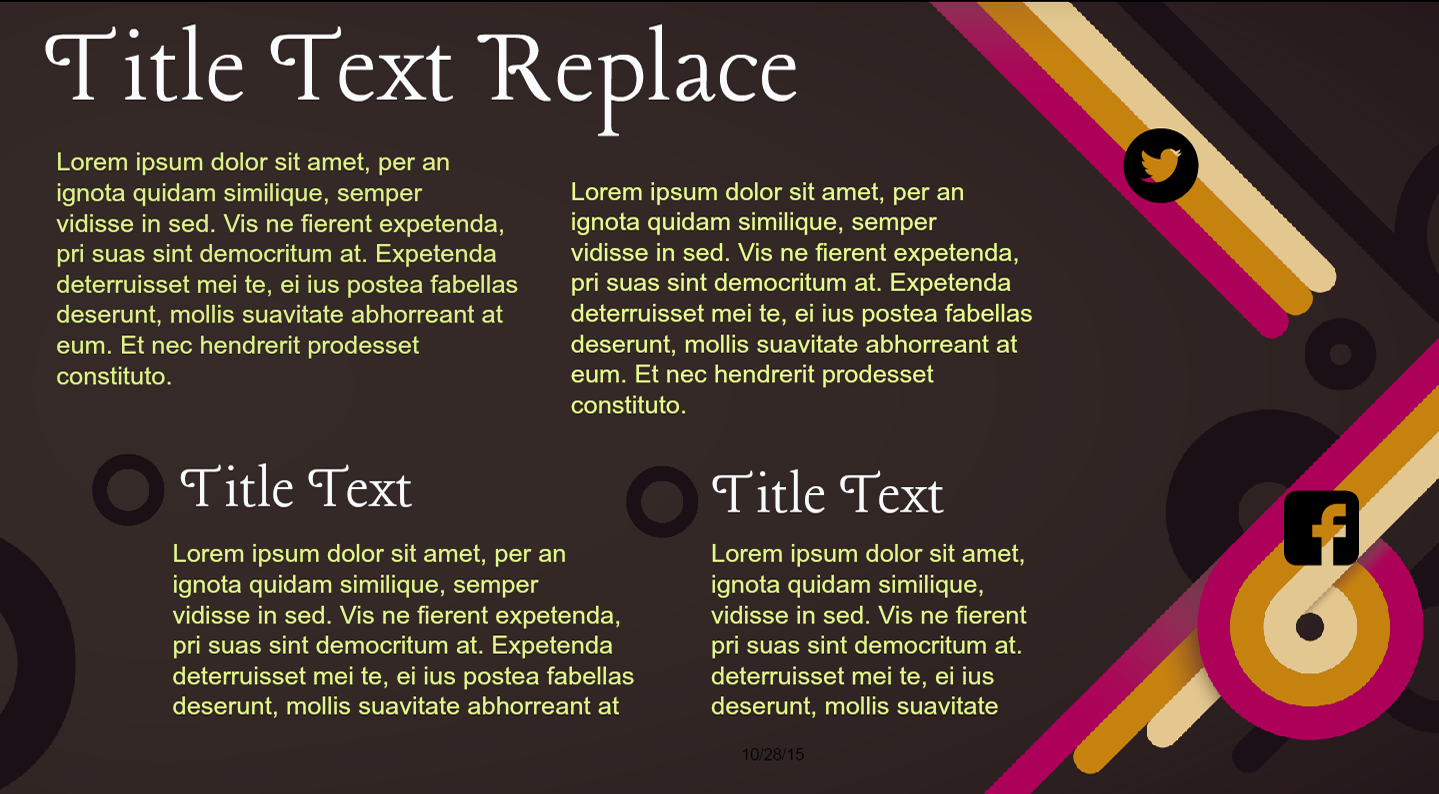 Title Text Replace
Lorem ipsum dolor sit amet, per an
ignota quidam similique, semper
vidisse in sed. Vis ne fierent expetenda,
pri suas sint democritum at. Expetenda
deterruisset mei te, ei ius postea fabellas
deserunt, mollis suavitate abhorreant at
eum. Et nec hendrerit prodesset
constituto.
Lorem ipsum dolor sit amet, per an
ignota quidam similique, semper
vidisse in sed. Vis ne fierent expetenda,
pri suas sint democritum at. Expetenda
deterruisset mei te, ei ius postea fabellas
deserunt, mollis suavitate abhorreant at
eum. Et nec hendrerit prodesset
constituto.
Title Text
Lorem ipsum dolor sit amet, per an
ignota quidam similique, semper
vidisse in sed. Vis ne fierent expetenda,
pri suas sint democritum at. Expetenda
deterruisset mei te, ei ius postea fabellas
deserunt, mollis suavitate abhorreant at
Title Text
Lorem ipsum dolor sit amet,
ignota quidam similique,
vidisse in sed. Vis ne fierent
pri suas sint democritum at.
deterruisset mei te, ei ius
deserunt, mollis suavitate
10/28/15